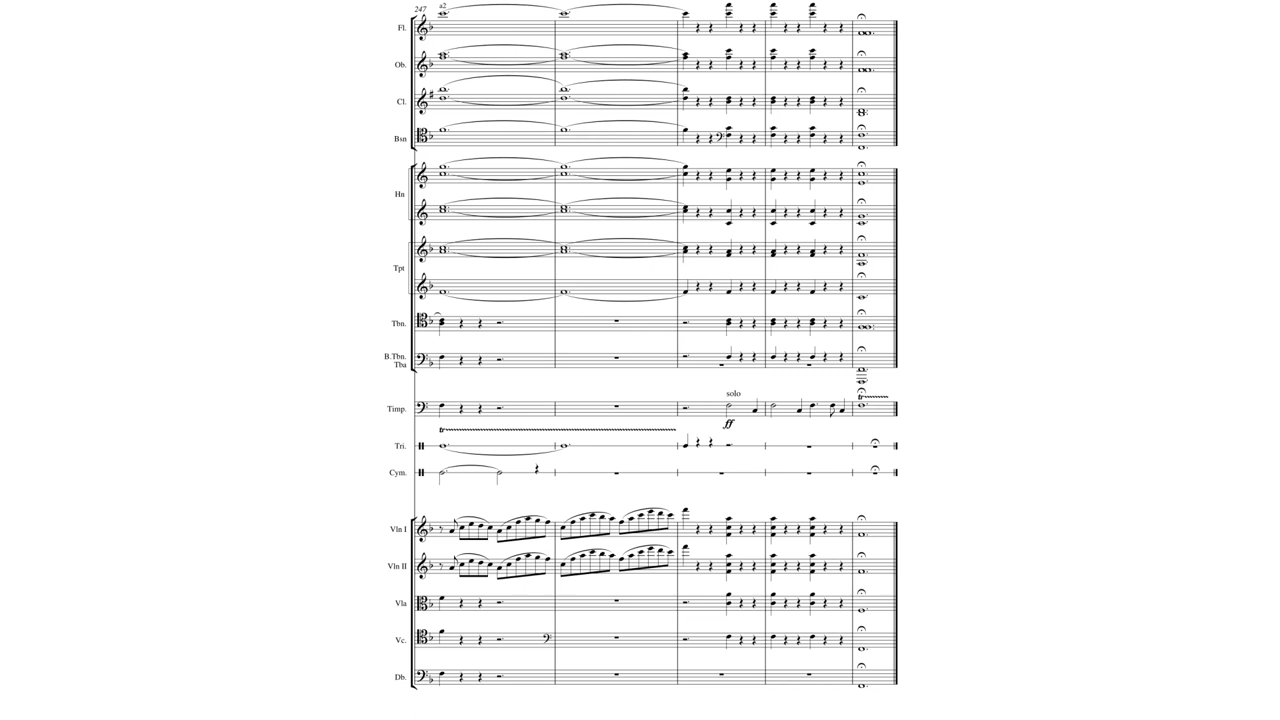 247
a2
Fl.
Ob.
Cl.
Bsn
Hn
Tpt
Tbn.
B.Tbn.
Tba
solo
Timp.
ff
Tri.
Cym.
Vln I
Vln II
Vla
Vc.
Db.